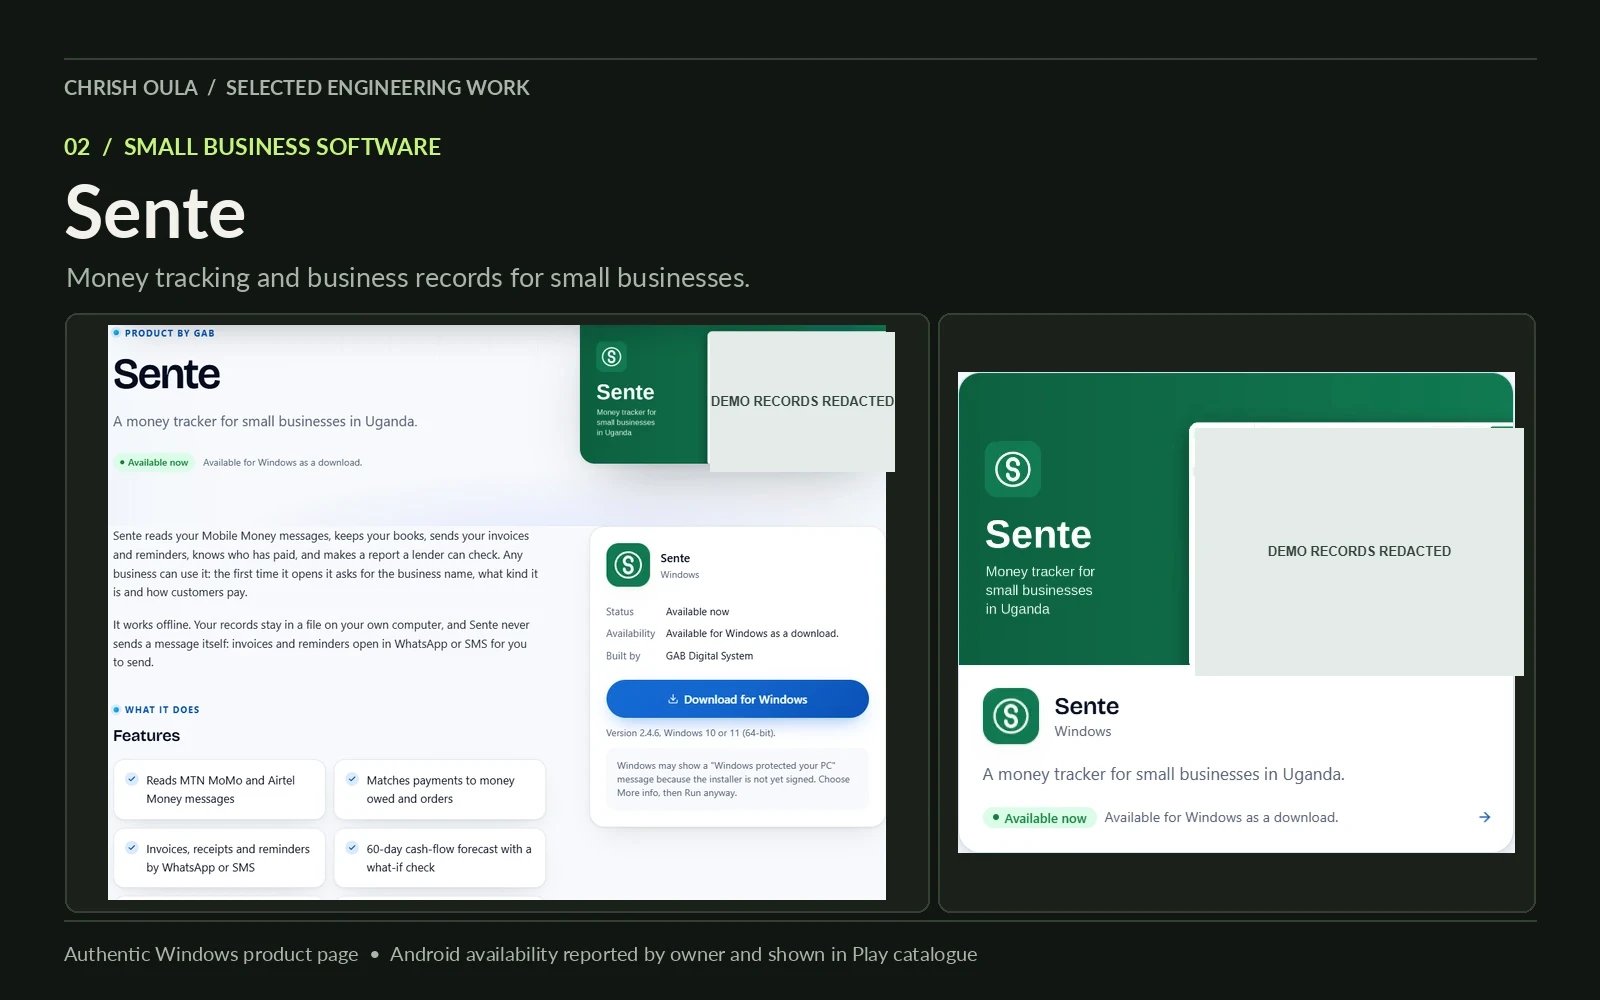 CHRISH OULA / SELECTED ENGINEERING WORK
02 / SMALL BUSINESS SOFTWARE
Sente
Money tracking and business records for small businesses.
PRODUCT BY GAB
Sente
A money tracker for small businesses in Uganda.
Available now
Available for Windows as a download.
Sente
Money tracker for
small businesses
in Uganda
DEMO RECORDS REDACTED
Sente reads your Mobile Money messages, keeps your books, sends your invoices
and reminders, knows who has paid, and makes a report a lender can check. Any
business can use it: the first time it opens it asks for the business name, what kind it
is and how customers pay.
It works offline. Your records stay in a file on your own computer, and Sente never
sends a message itself: invoices and reminders open in WhatsApp or SMS for you
to send.
WHAT IT DOES
Features
Reads MTN MoMo and Airtel
Money messages
Matches payments to money
owed and orders
Invoices, receipts and reminders
by WhatsApp or SMS
60-day cash-flow forecast with a
what-if check
Sente
Windows
Status Available now
Availability Available for Windows as a download.
Built by GAB Digital System
Download for Windows
Version 2.4.6, Windows 10 or 11 (64-bit).
Windows may show a "Windows protected your PC"
message because the installer is not yet signed. Choose
More info, then Run anyway.
Sente
Money tracker for
small businesses
in Uganda
DEMO RECORDS REDACTED
Sente
Windows
A money tracker for small businesses in Uganda.
Available now
Available for Windows as a download.
Authentic Windows product page • Android availability reported by owner and shown in Play catalogue